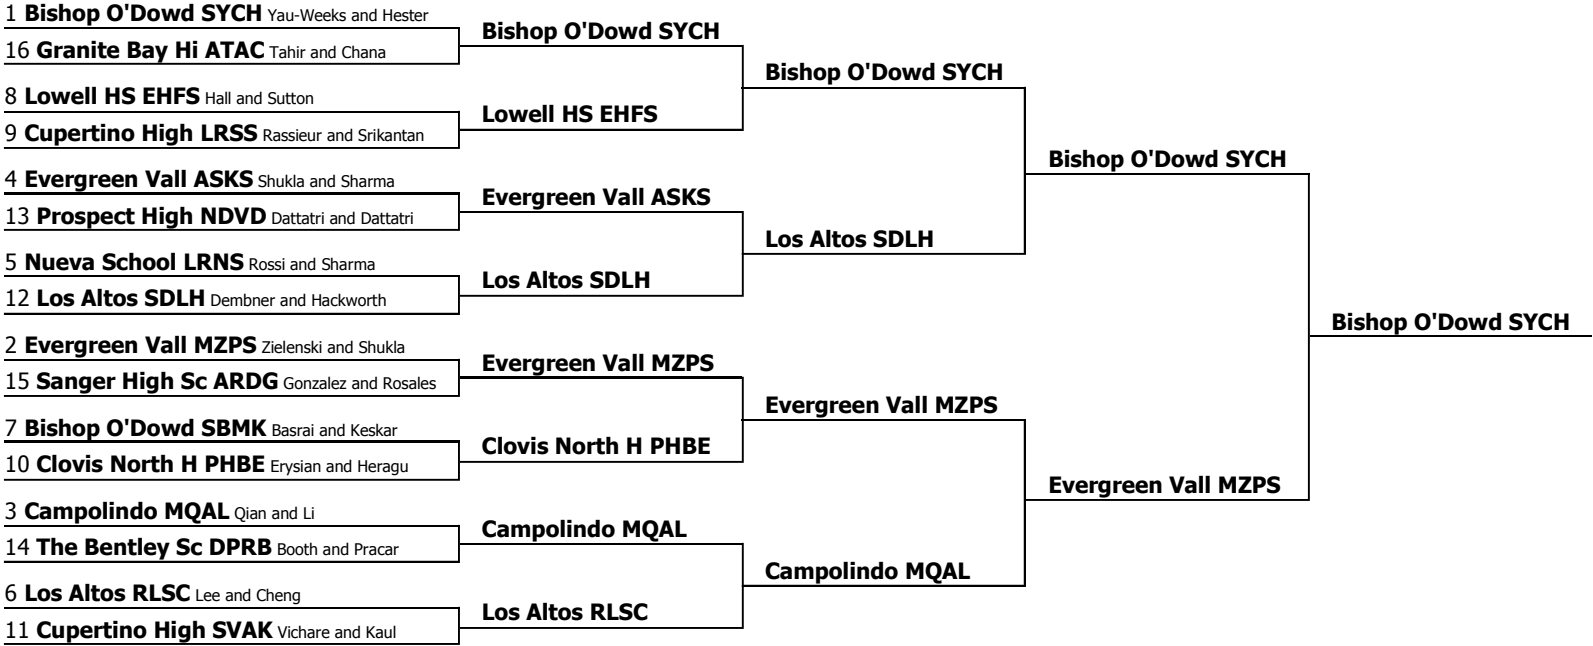 1 Bishop O'Dowd SYCH Yau-Weeks and Hester
16 Granite Bay Hi ATAC Tahir and Chana
8 Lowell HS EHFS Hall and Sutton
9 Cupertino High LRSS Rassieur and Srikantan
4 Evergreen Vall ASKS Shukla and Sharma
13 Prospect High NDVD Dattatri and Dattatri
5 Nueva School LRNS Rossi and Sharma
12 Los Altos SDLH Dembner and Hackworth
2 Evergreen Vall MZPS Zielenski and Shukla
15 Sanger High Sc ARDG Gonzalez and Rosales
7 Bishop O'Dowd SBMK Basrai and Keskar
10 Clovis North H PHBE Erysian and Heragu
3 Campolindo MQAL Qian and Li
14 The Bentley Sc DPRB Booth and Pracar
6 Los Altos RLSC Lee and Cheng
11 Cupertino High SVAK Vichare and Kaul
Bishop O'Dowd SYCH
Lowell HS EHFS
Evergreen Vall ASKS
Los Altos SDLH
Evergreen Vall MZPS
Clovis North H PHBE
Campolindo MQAL
Los Altos RLSC
Bishop O'Dowd SYCH
Los Altos SDLH
Evergreen Vall MZPS
Campolindo MQAL
Bishop O'Dowd SYCH
Evergreen Vall MZPS
Bishop O'Dowd SYCH